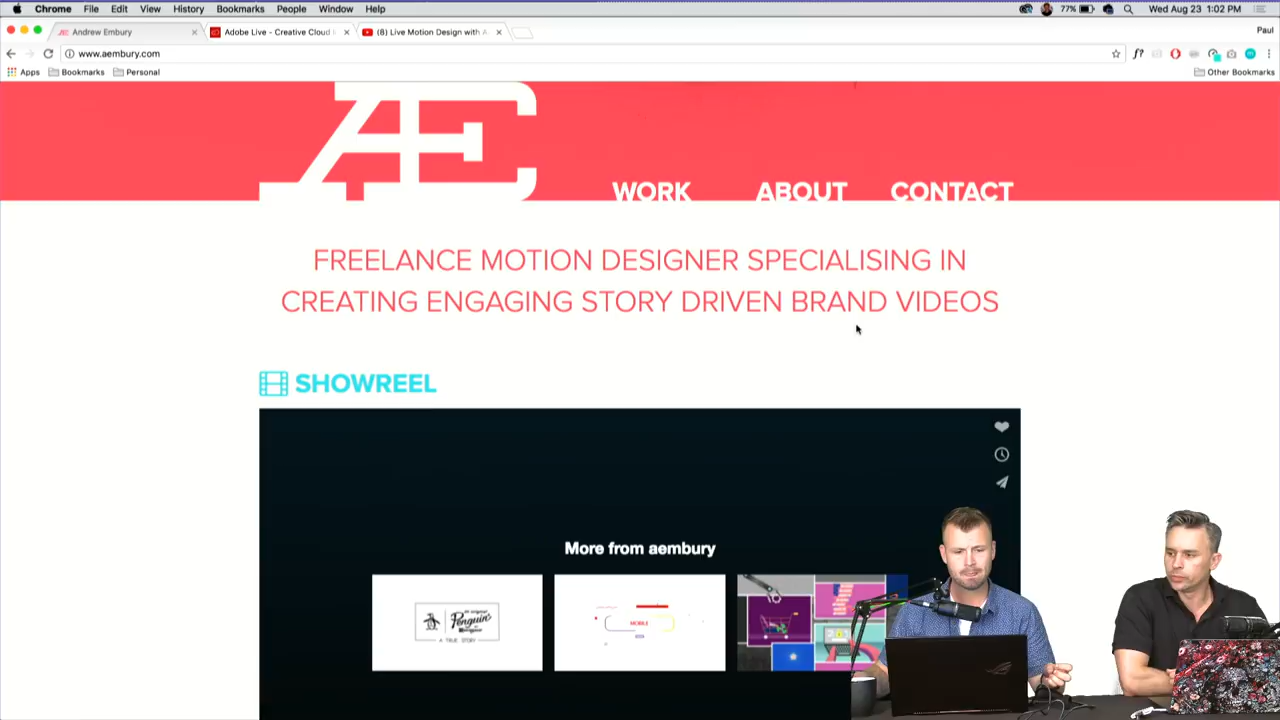 Chrome File Edit View History Bookmarks People Window Help
77% Wed Aug 23 1:02 PM
Andrew Embury
Adobe Live - Creative Cloud
(8) Live Motion Design with A
Paul
www.aembury.com
f?
Apps Bookmarks Personal Other Bookmarks
ÆE
WORK ABOUT CONTACT
FREELANCE MOTION DESIGNER SPECIALISING IN
CREATING ENGAGING STORY DRIVEN BRAND VIDEOS
SHOWREEL
More from aembury
an original
Penguin
A TRUE STORY
MOBILE